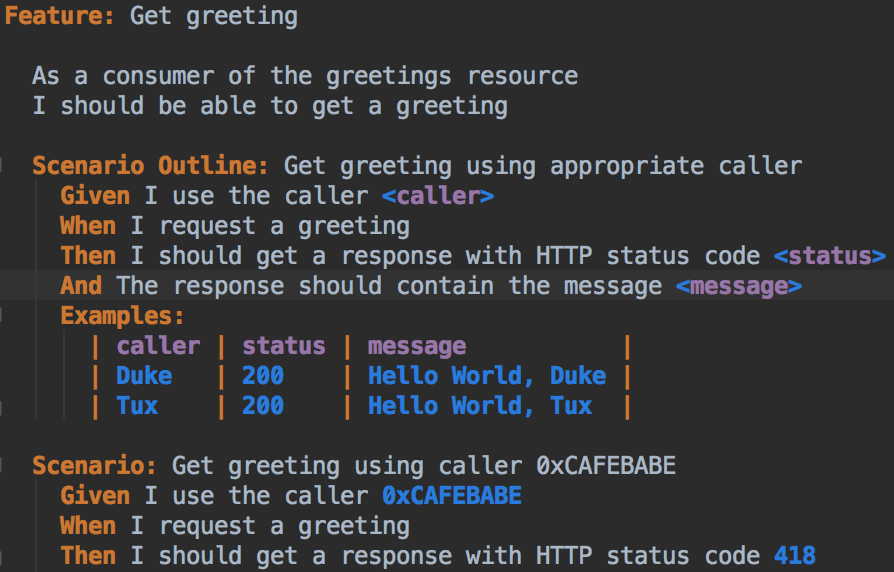 Feature: Get greeting
As a consumer of the greetings resource
I should be able to get a greeting
Scenario Outline: Get greeting using appropriate caller
Given I use the caller <caller>
When I request a greeting
Then I should get a response with HTTP status code <status>
And The response should contain the message <message>
Examples:
| caller | status | message |
| Duke | 200 | Hello World, Duke |
| Tux | 200 | Hello World, Tux |
Scenario: Get greeting using caller 0xCAFEBABE
Given I use the caller 0xCAFEBABE
When I request a greeting
Then I should get a response with HTTP status code 418